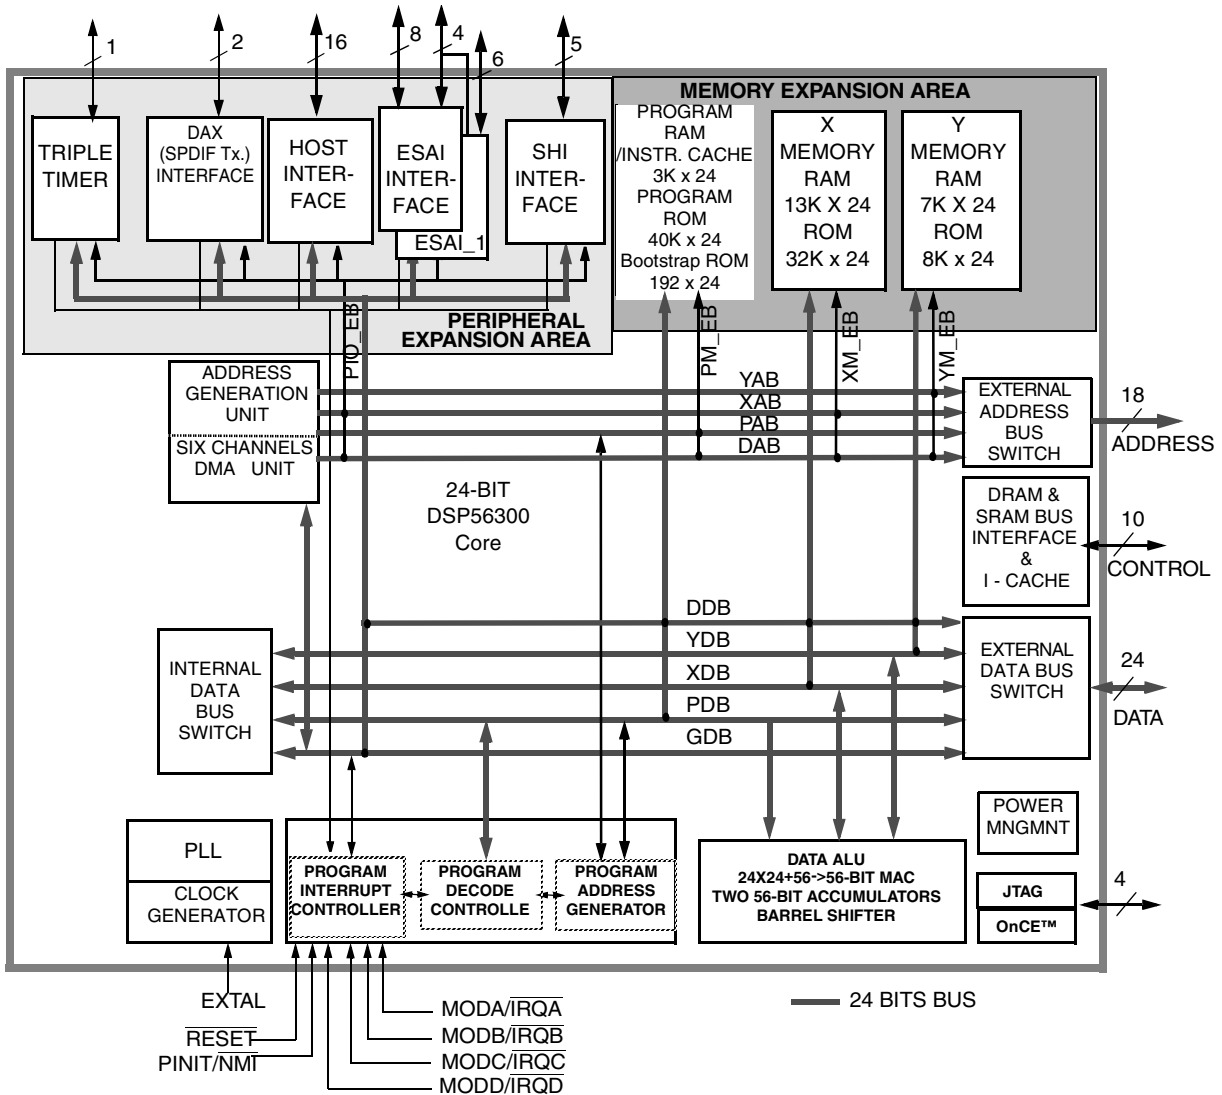 1
2
16
8
4
6
5
MEMORY EXPANSION AREA
TRIPLE
TIMER
DAX
(SPDIF Tx.)
INTERFACE
HOST
INTER-
FACE
ESAI
INTER-
FACE
ESAI_1
SHI
INTER-
FACE
PROGRAM
RAM
/INSTR. CACHE
3K x 24
PROGRAM
ROM
40K x 24
Bootstrap ROM
192 x 24
X
MEMORY
RAM
13K X 24
ROM
32K x 24
Y
MEMORY
RAM
7K X 24
ROM
8K x 24
PERIPHERAL
EXPANSION AREA
PIO_EB
PM_EB
XM_EB
YM_EB
ADDRESS
GENERATION
UNIT
SIX CHANNELS
DMA UNIT
YAB
XAB
PAB
DAB
EXTERNAL
ADDRESS
BUS
SWITCH
18
ADDRESS
24-BIT
DSP56300
Core
DRAM &
SRAM BUS
INTERFACE
&
I - CACHE
10
CONTROL
DDB
YDB
XDB
PDB
GDB
INTERNAL
DATA
BUS
SWITCH
EXTERNAL
DATA BUS
SWITCH
24
DATA
POWER
MNGMNT
PLL
CLOCK
GENERATOR
PROGRAM
INTERRUPT
CONTROLLER
PROGRAM
DECODE
CONTROLLE
PROGRAM
ADDRESS
GENERATOR
DATA ALU
24X24+56->56-BIT MAC
TWO 56-BIT ACCUMULATORS
BARREL SHIFTER
JTAG
OnCE™
4
EXTAL
RESET
PINIT/NMI
MODA/IRQA
MODB/IRQB
MODC/IRQC
MODD/IRQD
24 BITS BUS